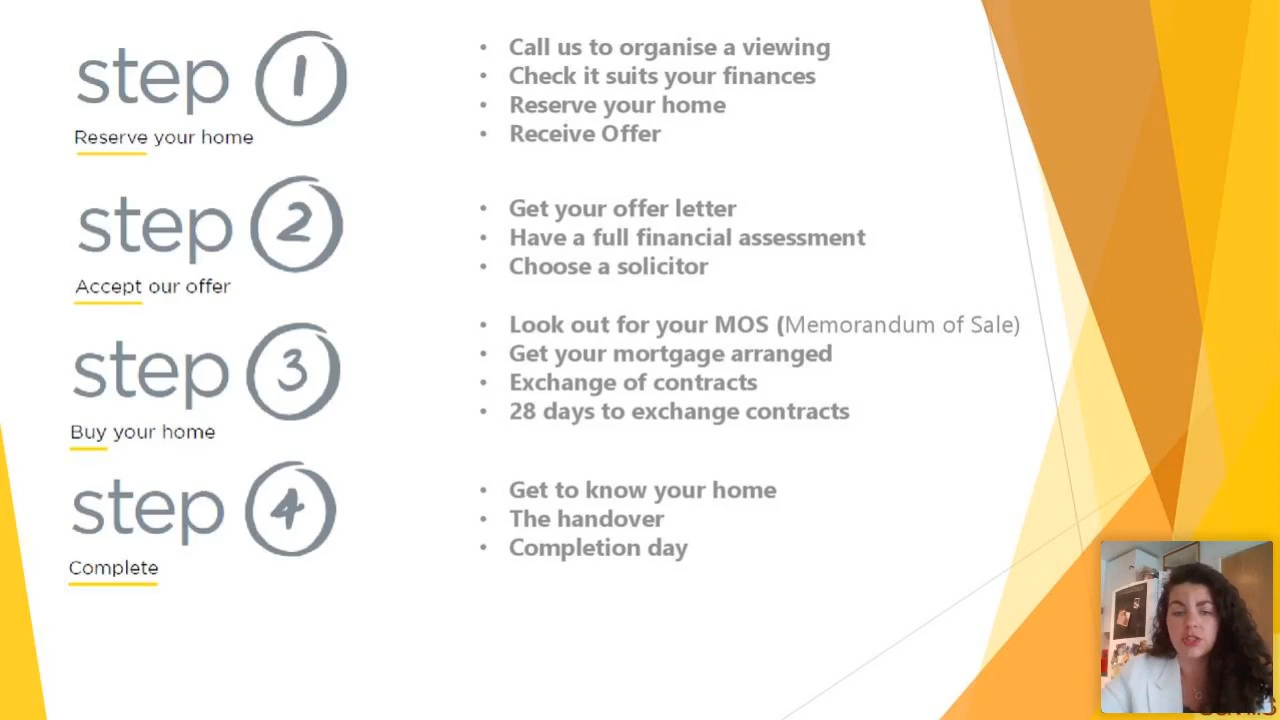 step 1
Reserve your home
• Call us to organise a viewing
• Check it suits your finances
• Reserve your home
• Receive Offer
step 2
Accept our offer
• Get your offer letter
• Have a full financial assessment
• Choose a solicitor
step 3
Buy your home
• Look out for your MOS (Memorandum of Sale)
• Get your mortgage arranged
• Exchange of contracts
• 28 days to exchange contracts
step 4
Complete
• Get to know your home
• The handover
• Completion day